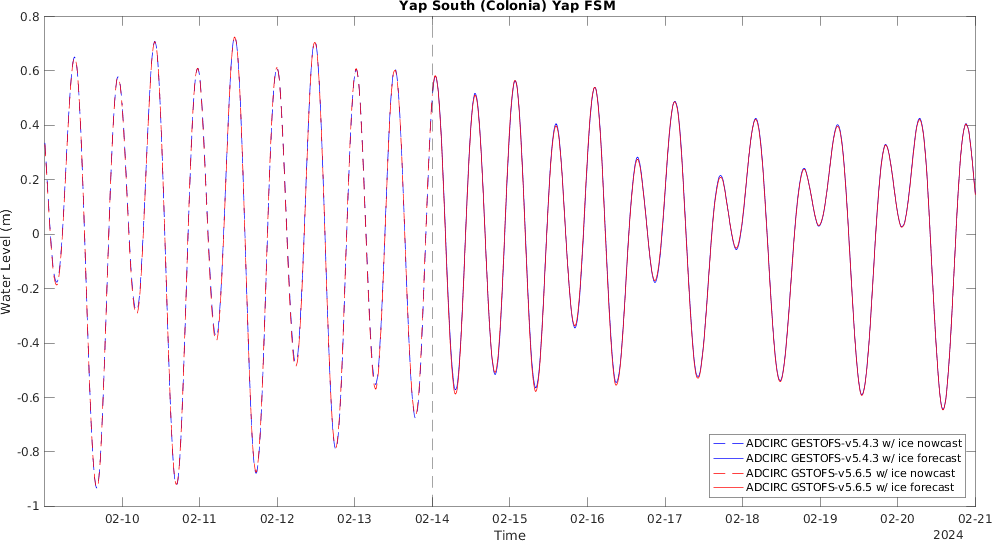 Yap South (Colonia) Yap FSM
0.8
0.6
0.4
0.2
0
-0.2
-0.4
-0.6
-0.8
-1
Water Level (m)
02-10 02-11 02-12 02-13 02-14 02-15 02-16 02-17 02-18 02-19 02-20 02-21
Time
2024
ADCIRC GESTOFS-v5.4.3 w/ ice nowcast
ADCIRC GESTOFS-v5.4.3 w/ ice forecast
ADCIRC GSTOFS-v5.6.5 w/ ice nowcast
ADCIRC GSTOFS-v5.6.5 w/ ice forecast